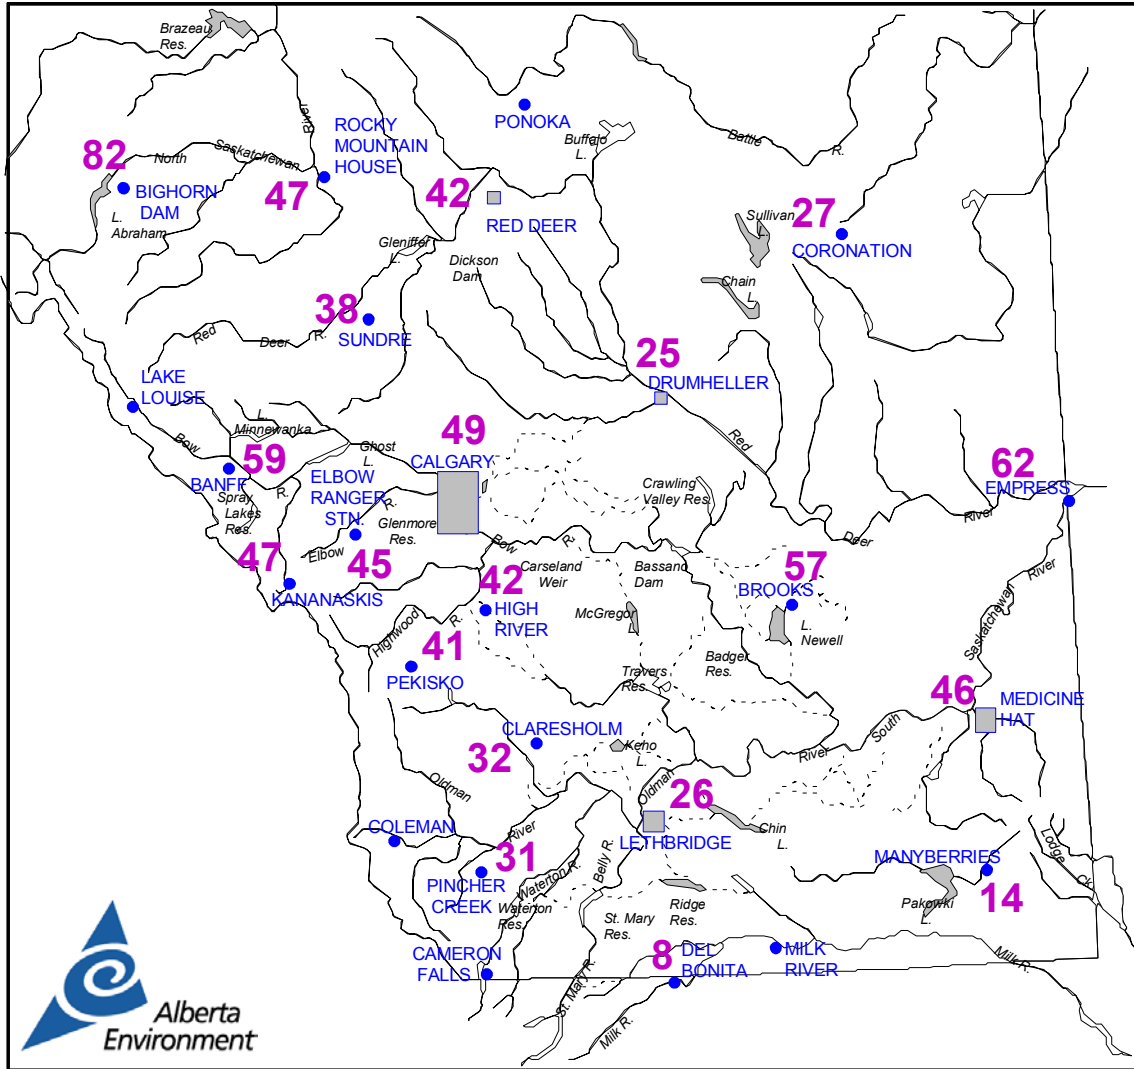 Brazeau
Res.
River
ROCKY
MOUNTAIN
HOUSE
PONOKA
Buffalo
L.
Battle
R.
82
North
Saskatchewan
BIGHORN
DAM
L.
Abraham
47
42
RED DEER
Sullivan
L.
27
CORONATION
Gleniffer
L.
Dickson
Dam
Chain
L.
38
SUNDRE
Red
Deer
R.
25
DRUMHELLER
LAKE
LOUISE
L.
Minnewanka
Bow
59
BANFF
Ghost
L.
49
CALGARY
Red
62
EMPRESS
Spray
Lakes
Res.
R.
ELBOW
RANGER
STN.
R.
Glenmore
Res.
Crawling
Valley Res.
River
Deer
Elbow
45
47
KANANASKIS
Bow
R.
Carseland
Weir
Bassano
Dam
57
BROOKS
River
42
HIGH
RIVER
McGregor
L.
L.
Newell
Saskatchewan
Highwood
R.
41
PEKISKO
Travers
Res.
Badger
Res.
46
MEDICINE
HAT
CLARESHOLM
32
Keho
L.
River
South
Oldman
Oldman
26
LETHBRIDGE
Chin
L.
COLEMAN
River
31
PINCHER
CREEK
Waterton R.
Waterton
Res.
Belly R.
MANYBERRIES
14
Pakowki
L.
Lodge
Ck.
Ridge
Res.
St. Mary
Res.
CAMERON
FALLS
8
DEL
BONITA
MILK
RIVER
Milk R.
St. Mary R.
Milk R.
Alberta
Environment